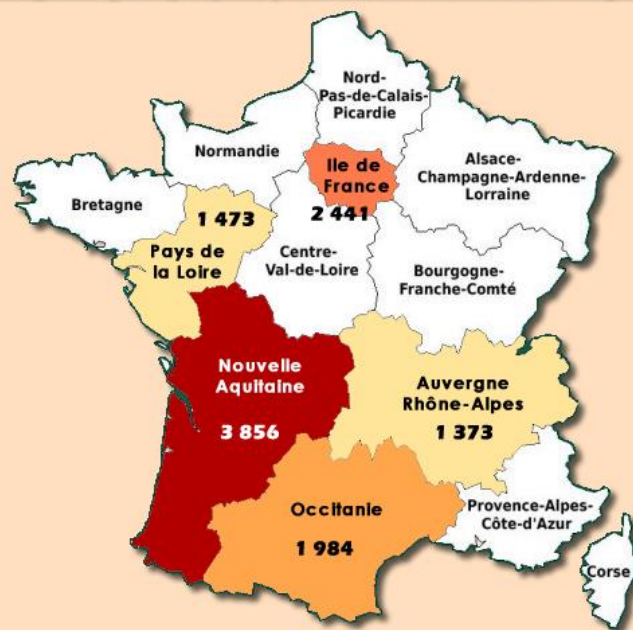 Nord-
Pas-de-Calais-
Picardie
Normandie
Ile de
France
2 441
Alsace-
Champagne-Ardenne-
Lorraine
Bretagne
1 473
Pays de
la Loire
Centre-
Val-de-Loire
Bourgogne-
Franche-Comté
Nouvelle
Aquitaine
3 856
Auvergne
Rhône-Alpes
1 373
Occitanie
1 984
Provence-Alpes-
Côte-d'Azur
Corse